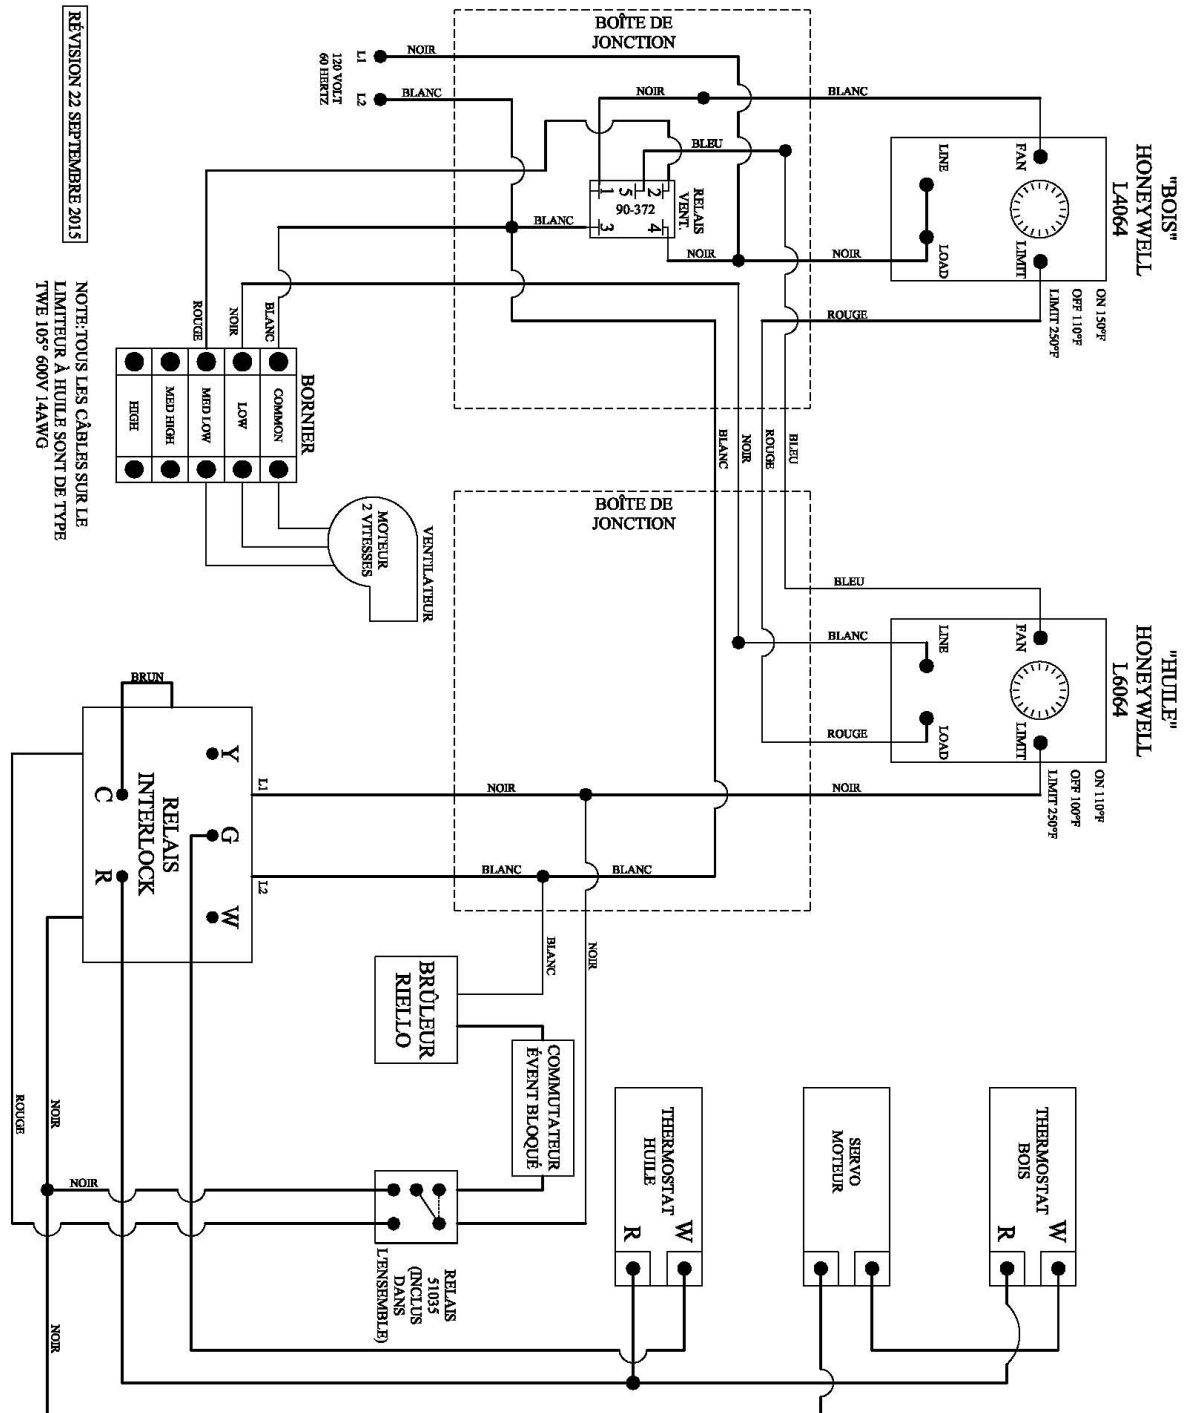 BOÎTE DE
JONCTION
L1
NOIR
L2
BLANC
120 VOLT
60 HERTZ
NOIR
BLANC
BLEU
RELAIS
VENT.
1
5
2
90-372
3
4
BLANC
NOIR
NOIR
ROUGE
"BOIS"
HONEYWELL
L4064
FAN
LINE
LOAD
LIMIT
ON 150°F
OFF 110°F
LIMIT 250°F
RÉVISION 22 SEPTEMBRE 2015
NOTE:TOUS LES CÂBLES SUR LE
LIMITEUR À HUILE SONT DE TYPE
TWE 105° 600V 14AWG
ROUGE
NOIR
BLANC
BORNIER
COMMON
LOW
MED LOW
MED HIGH
HIGH
VENTILATEUR
MOTEUR
2 VITESSES
BLANC
NOIR
ROUGE
BLEU
BOÎTE DE
JONCTION
BLEU
BLANC
ROUGE
NOIR
"HUILE"
HONEYWELL
L6064
FAN
LINE
LOAD
LIMIT
ON 110°F
OFF 100°F
LIMIT 250°F
BRUN
Y
C
G
R
W
RELAIS
INTERLOCK
L1
L2
NOIR
BLANC
BLANC
BLANC
NOIR
BRÛLEUR
RIELLO
COMMUTATEUR
ÉVENT BLOQUÉ
ROUGE
NOIR
NOIR
NOIR
RELAIS
51035
(INCLUS
DANS
L'ENSEMBLE)
THERMOSTAT
HUILE
R
W
SERVO
MOTEUR
THERMOSTAT
BOIS
R
W